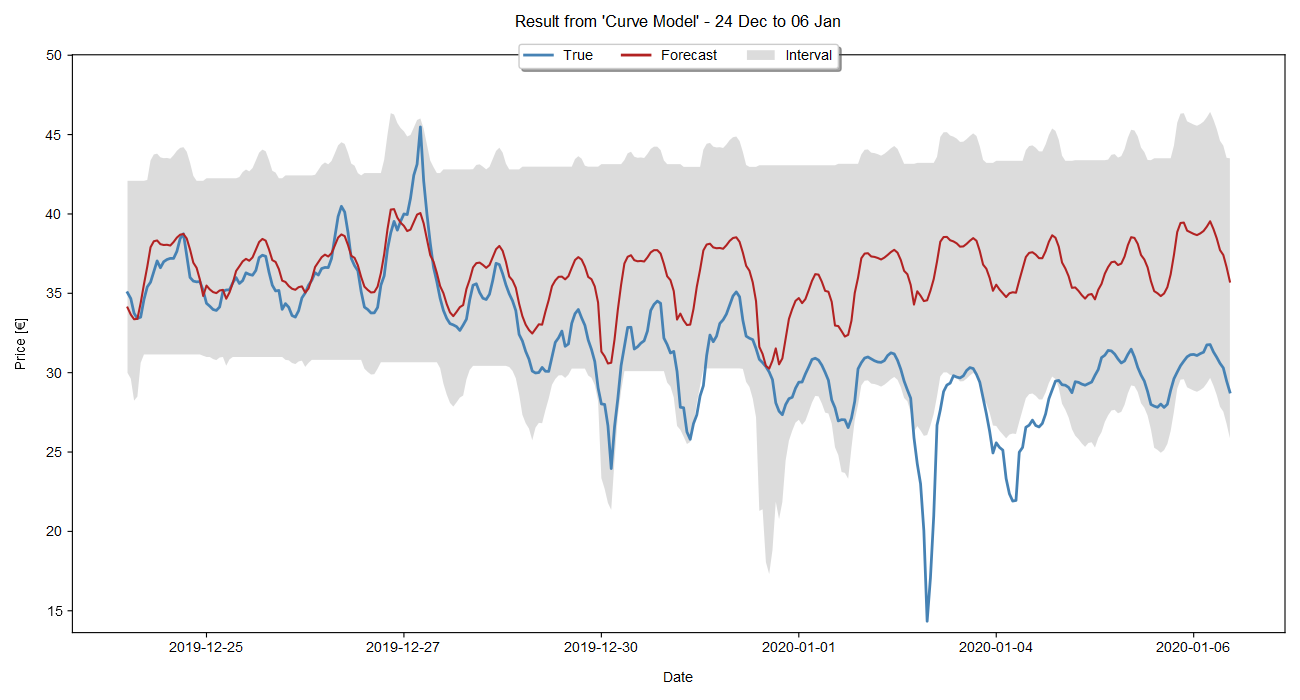 Result from 'Curve Model' - 24 Dec to 06 Jan
True Forecast Interval
50
45
40
35
30
25
20
15
Price [€]
2019-12-25 2019-12-27 2019-12-30 2020-01-01 2020-01-04 2020-01-06
Date